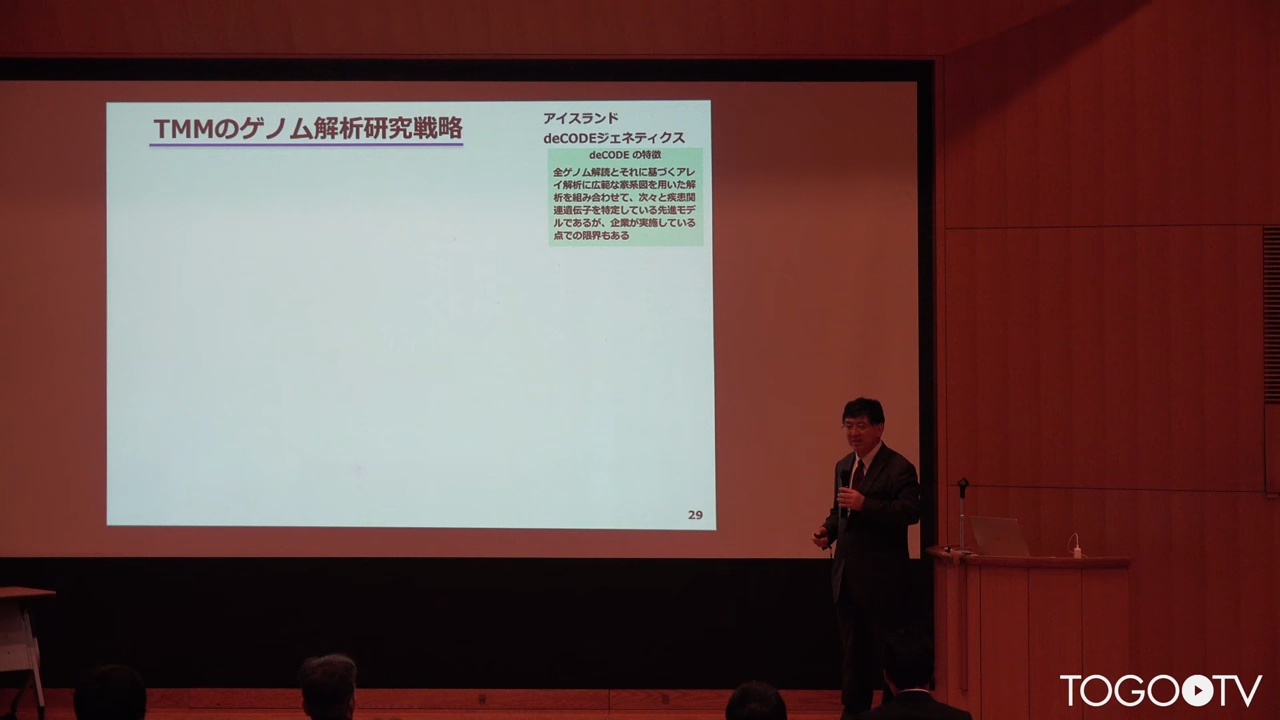 TMMのゲノム解析研究戦略
アイスランド
deCODEジェネティクス
deCODE の特徴
全ゲノム解読とそれに基づくアレ
イ解析に広範な家系図を用いた解
析を組み合わせて、次々と疾患関
連遺伝子を特定している先進モデ
ルであるが、企業が実施している
点での限界もある
29
TOGOTV